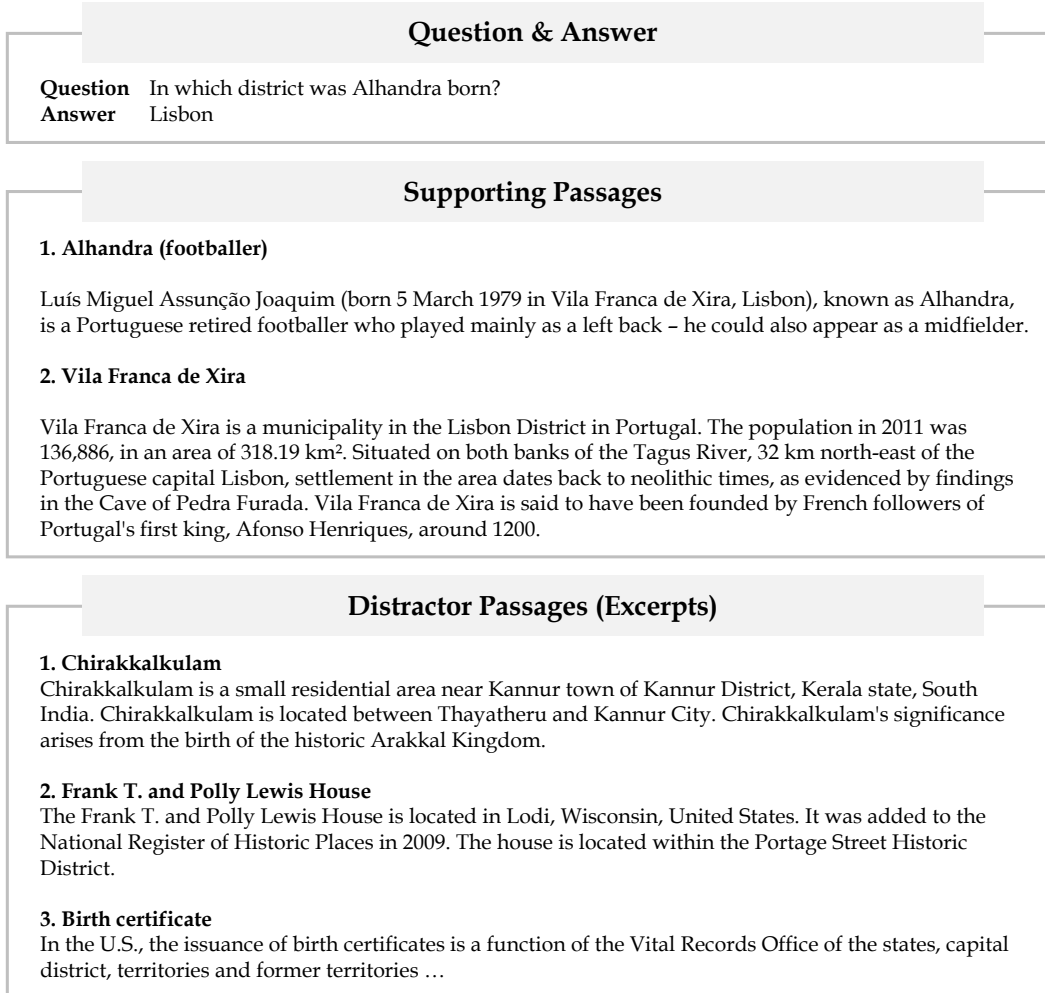 Question & Answer
Question In which district was Alhandra born?
Answer Lisbon
Supporting Passages
1. Alhandra (footballer)
Luís Miguel Assunção Joaquim (born 5 March 1979 in Vila Franca de Xira, Lisbon), known as Alhandra,
is a Portuguese retired footballer who played mainly as a left back – he could also appear as a midfielder.
2. Vila Franca de Xira
Vila Franca de Xira is a municipality in the Lisbon District in Portugal. The population in 2011 was
136,886, in an area of 318.19 km². Situated on both banks of the Tagus River, 32 km north-east of the
Portuguese capital Lisbon, settlement in the area dates back to neolithic times, as evidenced by findings
in the Cave of Pedra Furada. Vila Franca de Xira is said to have been founded by French followers of
Portugal's first king, Afonso Henriques, around 1200.
Distractor Passages (Excerpts)
1. Chirakkalkulam
Chirakkalkulam is a small residential area near Kannur town of Kannur District, Kerala state, South
India. Chirakkalkulam is located between Thayatheru and Kannur City. Chirakkalkulam's significance
arises from the birth of the historic Arakkal Kingdom.
2. Frank T. and Polly Lewis House
The Frank T. and Polly Lewis House is located in Lodi, Wisconsin, United States. It was added to the
National Register of Historic Places in 2009. The house is located within the Portage Street Historic
District.
3. Birth certificate
In the U.S., the issuance of birth certificates is a function of the Vital Records Office of the states, capital
district, territories and former territories …